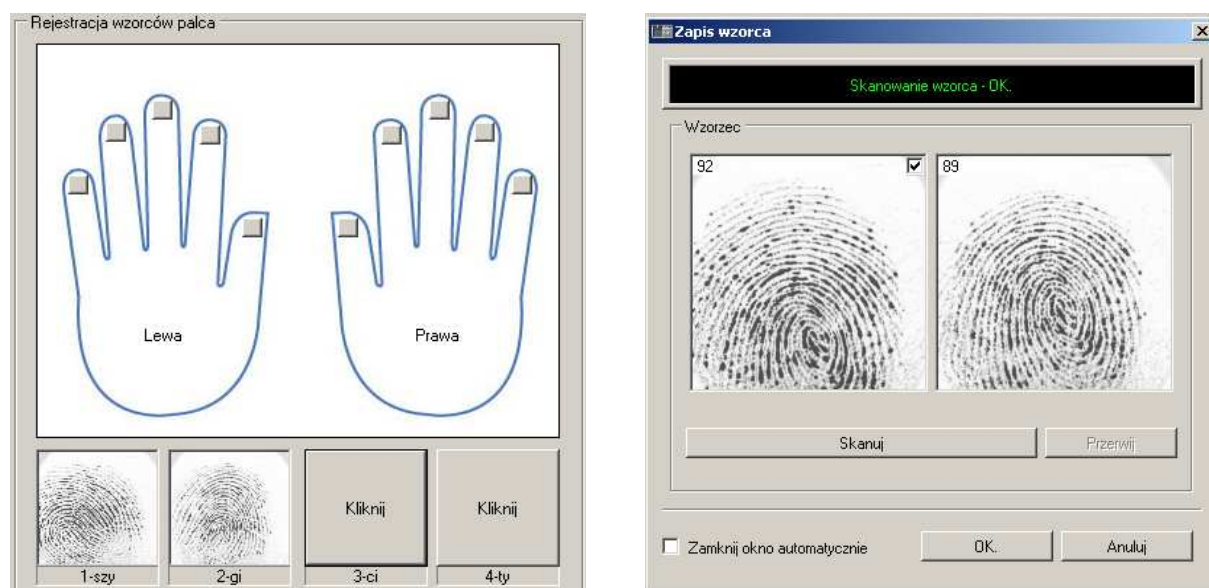 Rejestracja wzorców palca
Lewa
Prawa
Kliknij
Kliknij
1-szy
2-gi
3-ci
4-ty
Zapis wzorca
Skanowanie wzorca - OK.
Wzorzec
92
89
Skanuj
Przerwij
Zamknij okno automatycznie
OK.
Anuluj